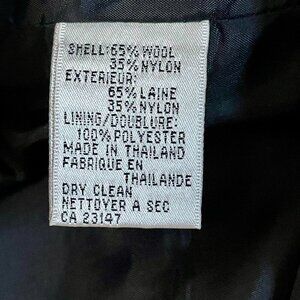 SHELL:65% WOOL
35% NYLON
EXTERIEUR:
65% LAINE
35% NYLON
LINING/DOUBLURE:
100% POLYESTER
MADE IN THAILAND
FABRIQUE EN
THAILANDE
DRY CLEAN
NETTOYER A SEC
CA 23147